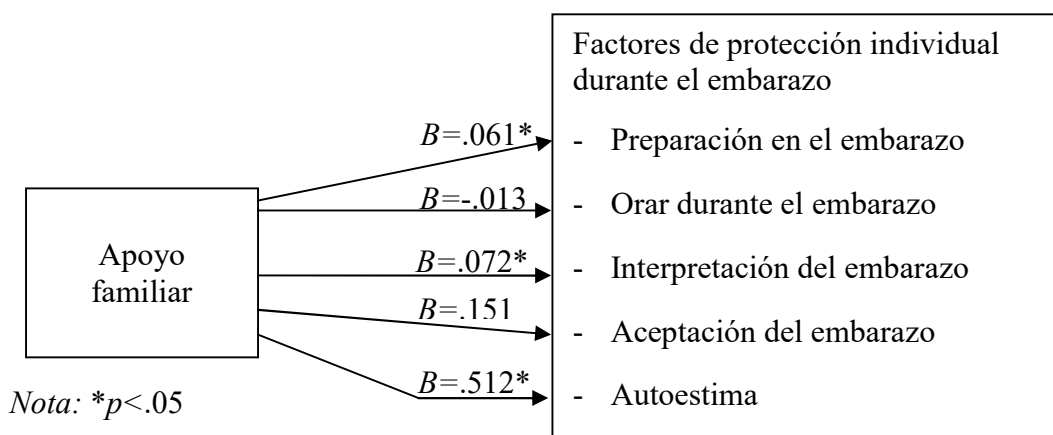 Factores de protección individual
durante el embarazo
B=.061*
- Preparación en el embarazo
B=-.013
- Orar durante el embarazo
Apoyo
familiar
B=.072*
- Interpretación del embarazo
B=.151
- Aceptación del embarazo
B=.512*
- Autoestima
Nota: *p<.05